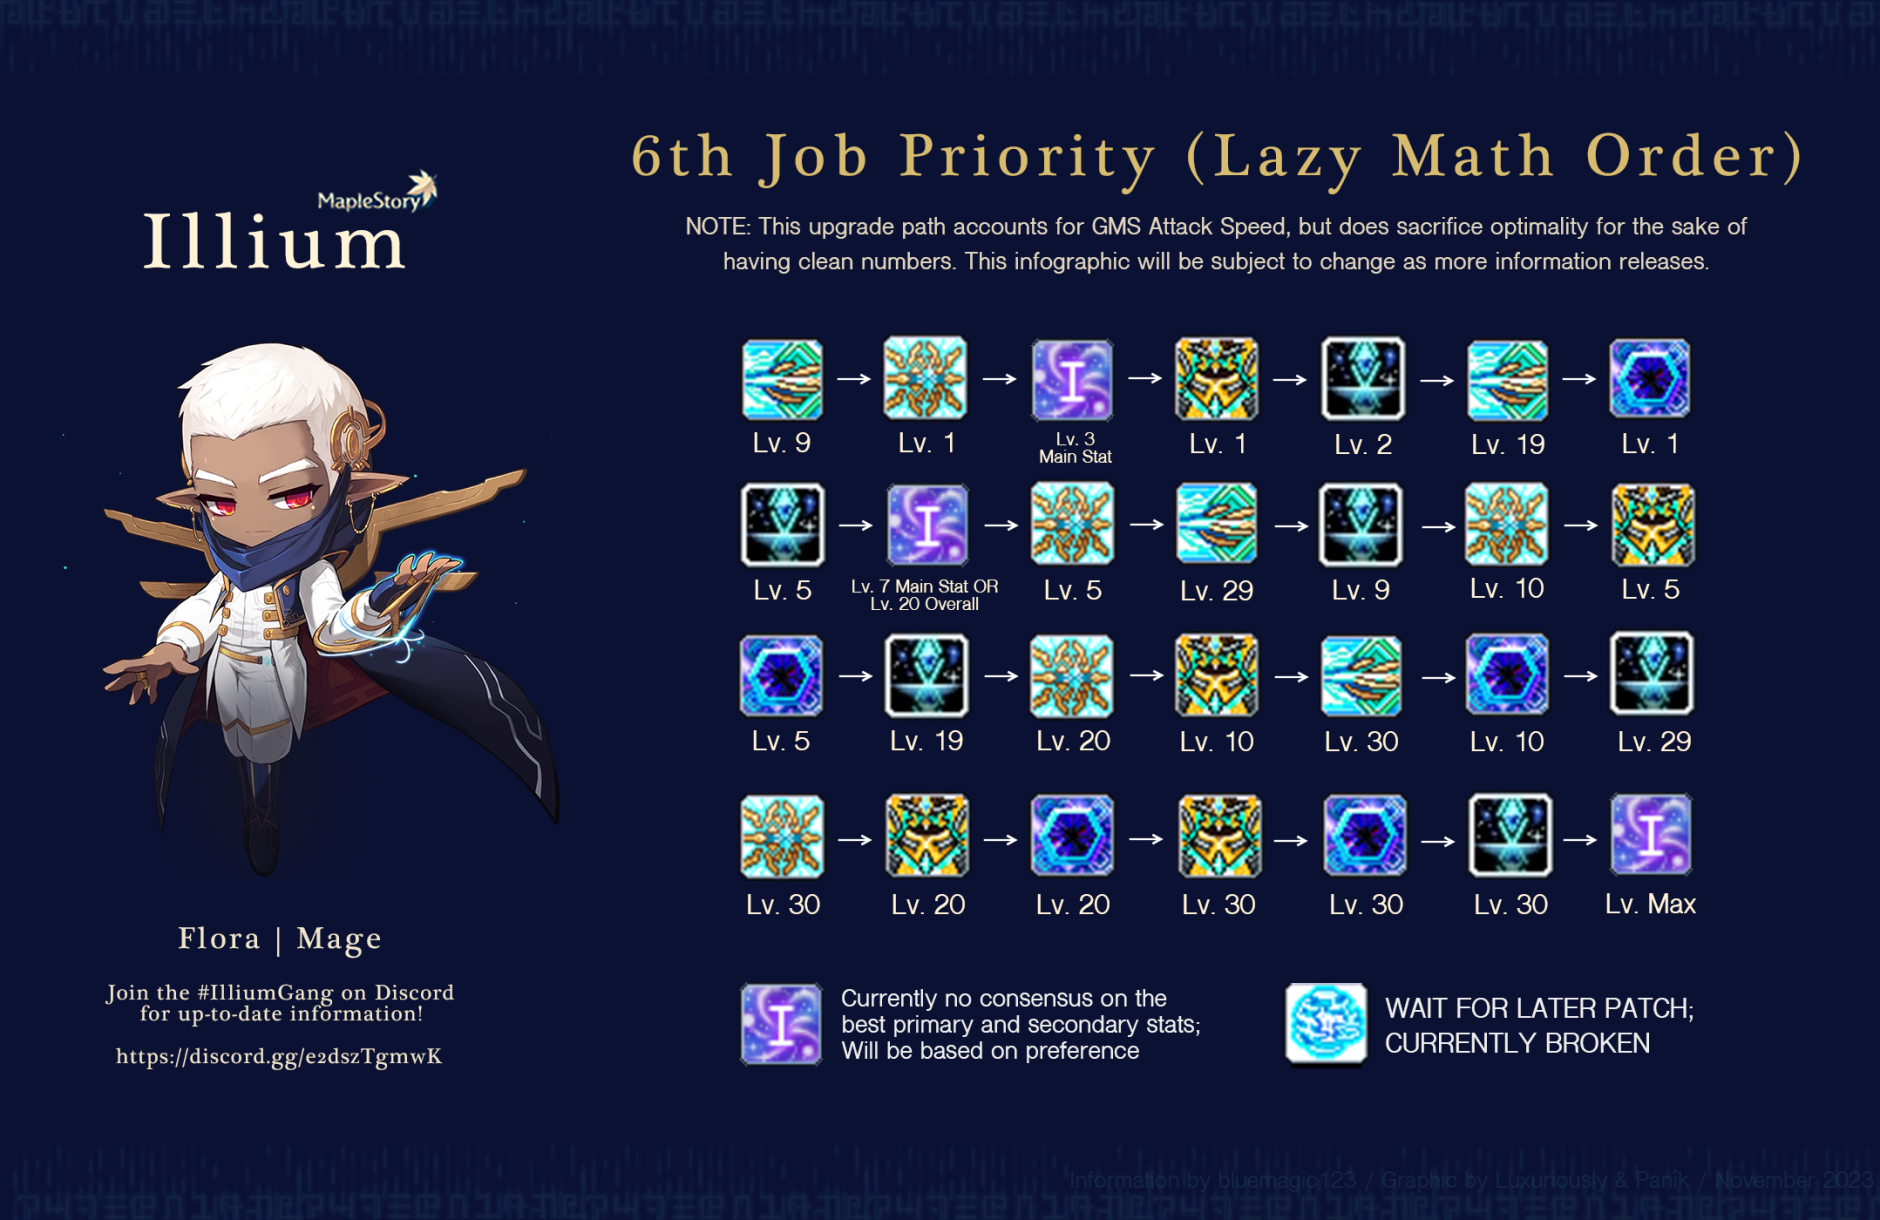 MapleStory
Illium
6th Job Priority (Lazy Math Order)
NOTE: This upgrade path accounts for GMS Attack Speed, but does sacrifice optimality for the sake of
having clean numbers. This infographic will be subject to change as more information releases.
Lv. 9
Lv. 1
Lv. 3
Main Stat
Lv. 1
Lv. 2
Lv. 19
Lv. 1
Lv. 5
Lv. 7 Main Stat OR
Lv. 20 Overall
Lv. 5
Lv. 29
Lv. 9
Lv. 10
Lv. 5
Lv. 5
Lv. 19
Lv. 20
Lv. 10
Lv. 30
Lv. 10
Lv. 29
Lv. 30
Lv. 20
Lv. 20
Lv. 30
Lv. 30
Lv. 30
Lv. Max
Flora | Mage
Join the #IlliumGang on Discord
for up-to-date information!
https://discord.gg/e2dszTgmwK
Currently no consensus on the
best primary and secondary stats;
Will be based on preference
WAIT FOR LATER PATCH;
CURRENTLY BROKEN
Information by bluemagic123 / Graphic by Luxuriously & Panik / November 2023